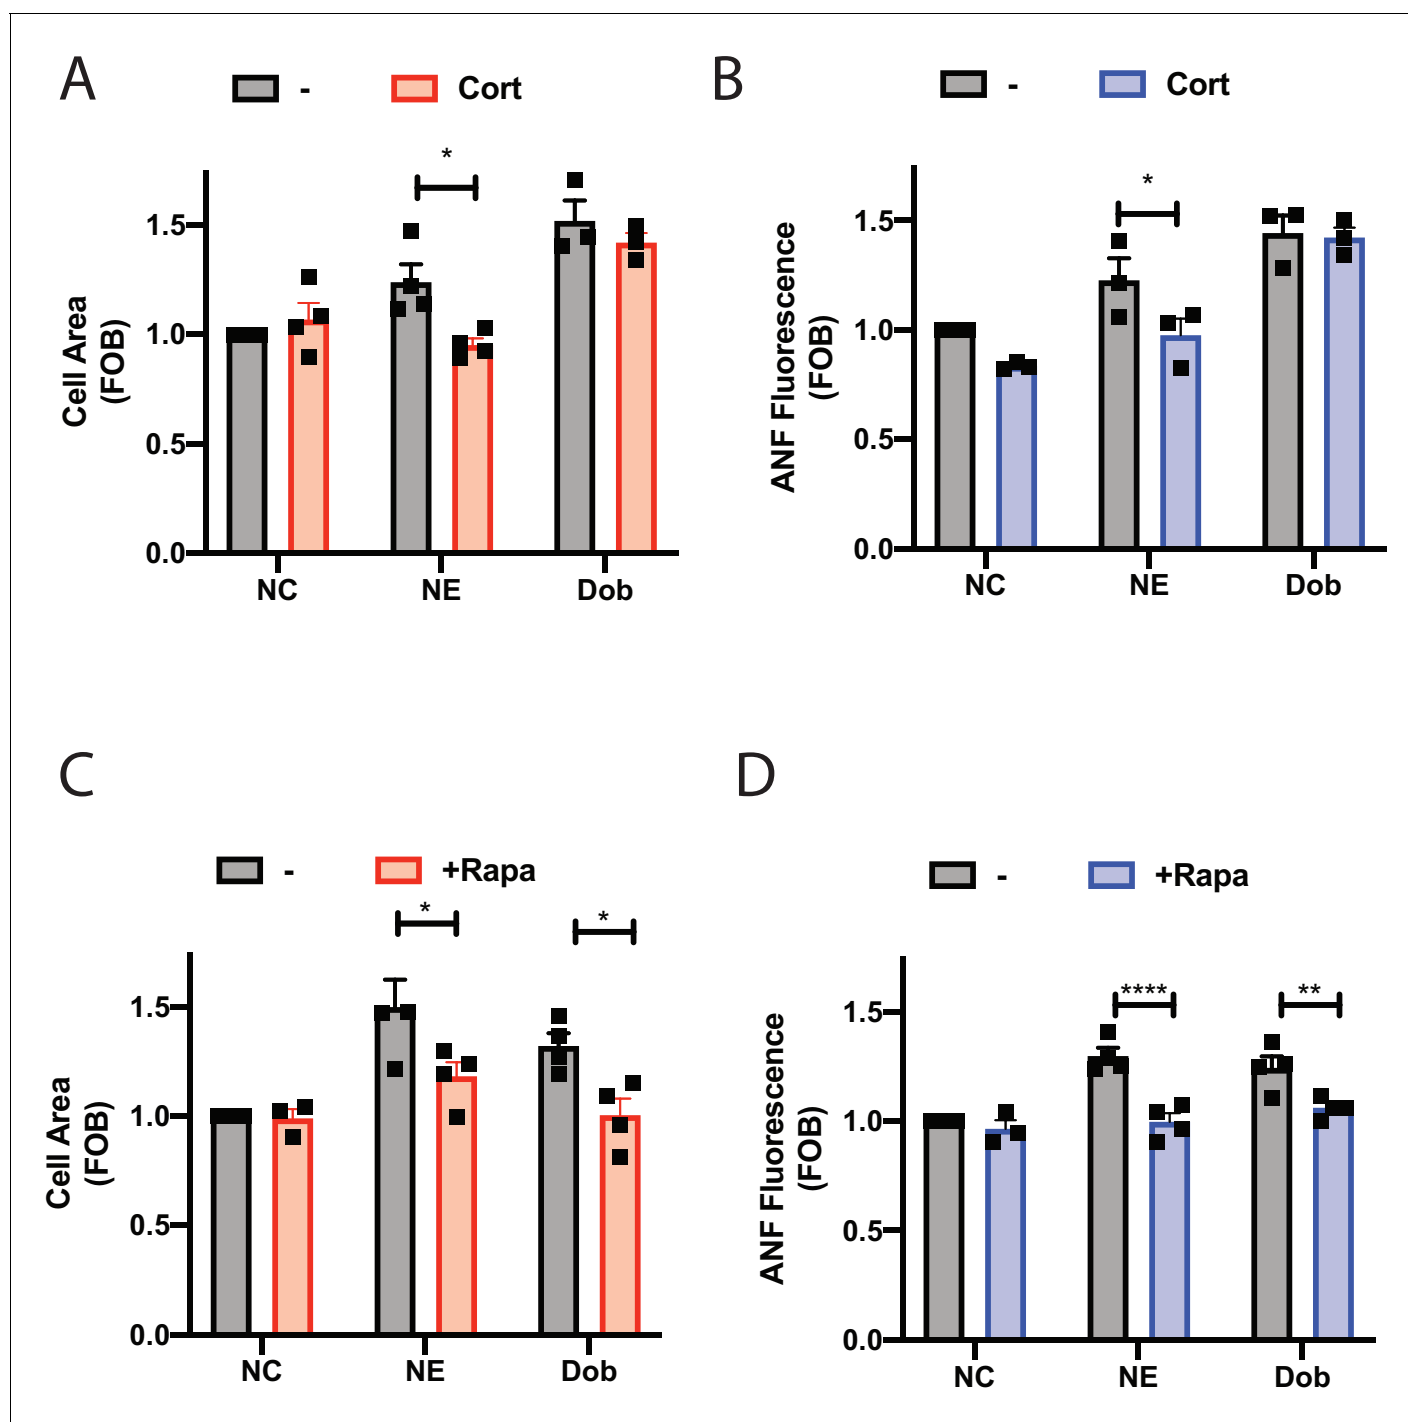 A
- Cort
*
Cell Area
(FOB)
1.5
1.0
0.5
0.0
NC NE Dob
B
- Cort
*
ANF Fluorescence
(FOB)
1.5
1.0
0.5
0.0
NC NE Dob
C
- +Rapa
* *
Cell Area
(FOB)
1.5
1.0
0.5
0.0
NC NE Dob
D
- +Rapa
**** **
ANF Fluorescence
(FOB)
1.5
1.0
0.5
0.0
NC NE Dob